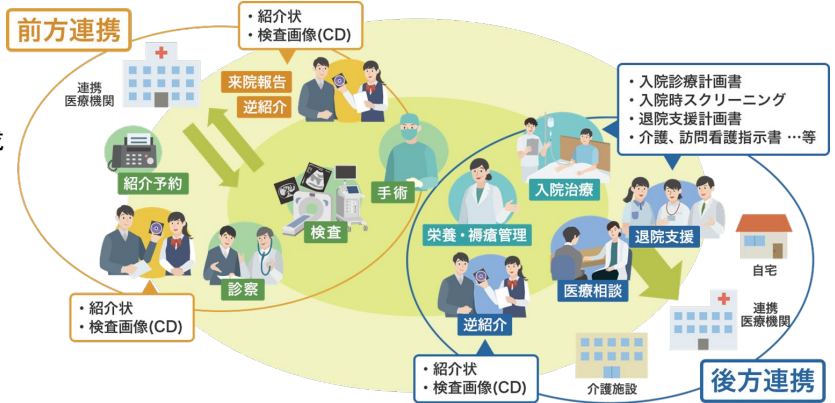 前方連携
・紹介状
・検査画像(CD)
連携
医療機関
来院報告
逆紹介
紹介予約
手術
検査
診察
・紹介状
・検査画像(CD)
・入院診療計画書
・入院時スクリーニング
・退院支援計画書
・介護、訪問看護指示書 …等
入院治療
栄養・褥瘡管理
退院支援
医療相談
自宅
逆紹介
連携
医療機関
・紹介状
・検査画像(CD)
介護施設
後方連携